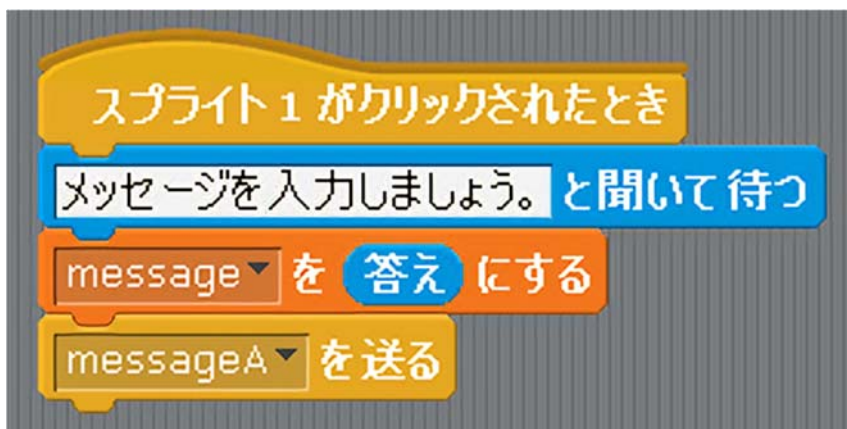 スプライト 1 がクリックされたとき
メッセージを入力しましょう。 と聞いて待つ
message を 答え にする
messageA を送る